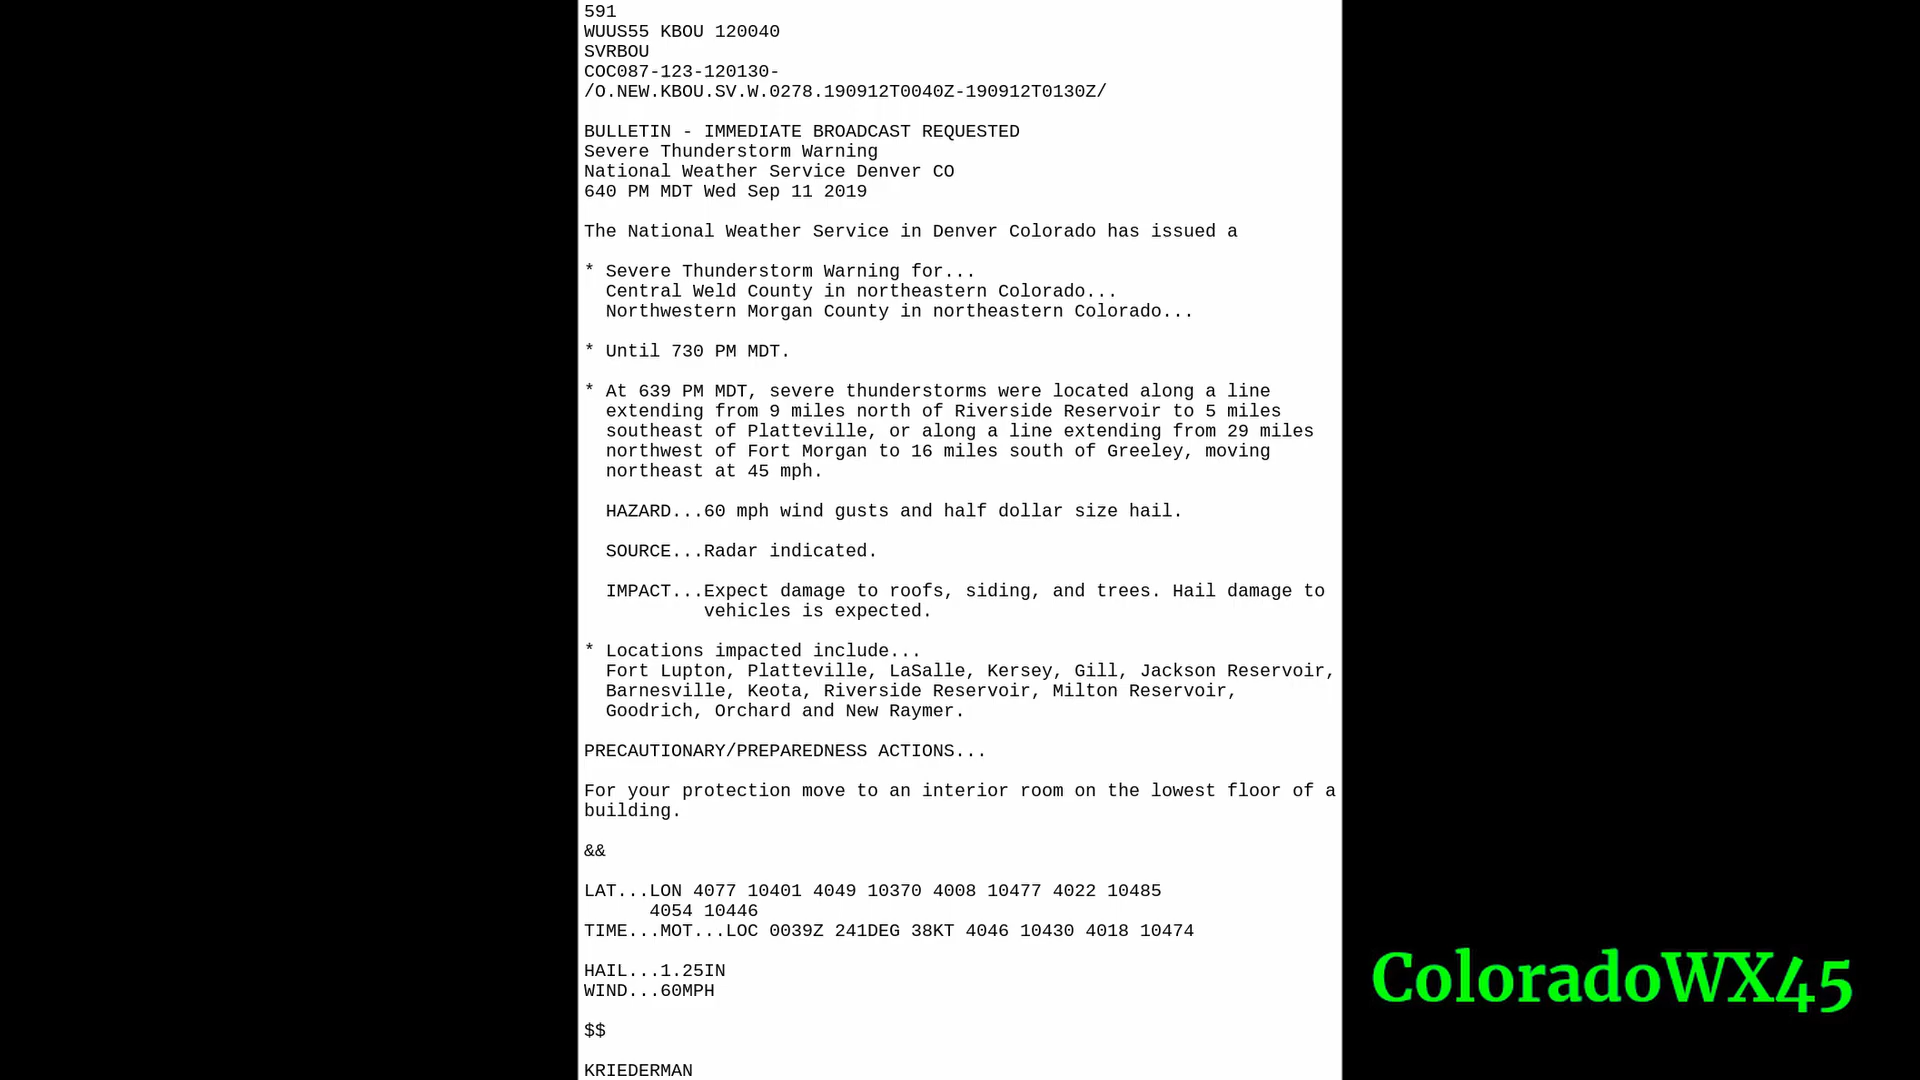 591
WUUS55 KBOU 120040
SVRBOU
COC087-123-120130-
/O.NEW.KBOU.SV.W.0278.190912T0040Z-190912T0130Z/
BULLETIN - IMMEDIATE BROADCAST REQUESTED
Severe Thunderstorm Warning
National Weather Service Denver CO
640 PM MDT Wed Sep 11 2019
The National Weather Service in Denver Colorado has issued a
* Severe Thunderstorm Warning for...
Central Weld County in northeastern Colorado...
Northwestern Morgan County in northeastern Colorado...
* Until 730 PM MDT.
* At 639 PM MDT, severe thunderstorms were located along a line
extending from 9 miles north of Riverside Reservoir to 5 miles
southeast of Platteville, or along a line extending from 29 miles
northwest of Fort Morgan to 16 miles south of Greeley, moving
northeast at 45 mph.
HAZARD...60 mph wind gusts and half dollar size hail.
SOURCE...Radar indicated.
IMPACT...Expect damage to roofs, siding, and trees. Hail damage to
vehicles is expected.
* Locations impacted include...
Fort Lupton, Platteville, LaSalle, Kersey, Gill, Jackson Reservoir,
Barnesville, Keota, Riverside Reservoir, Milton Reservoir,
Goodrich, Orchard and New Raymer.
PRECAUTIONARY/PREPAREDNESS ACTIONS...
For your protection move to an interior room on the lowest floor of a
building.
&&
LAT...LON 4077 10401 4049 10370 4008 10477 4022 10485
4054 10446
TIME...MOT...LOC 0039Z 241DEG 38KT 4046 10430 4018 10474
HAIL...1.25IN
WIND...60MPH
$$
KRIEDERMAN
ColoradoWX45